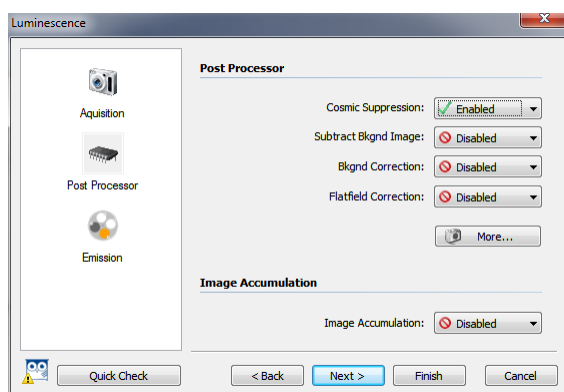 Luminescence
Aquisition
Post Processor
Emission
Post Processor
Cosmic Suppression: Enabled
Subtract Bkgnd Image: Disabled
Bkgnd Correction: Disabled
Flatfield Correction: Disabled
More...
Image Accumulation
Image Accumulation: Disabled
Quick Check < Back Next > Finish Cancel